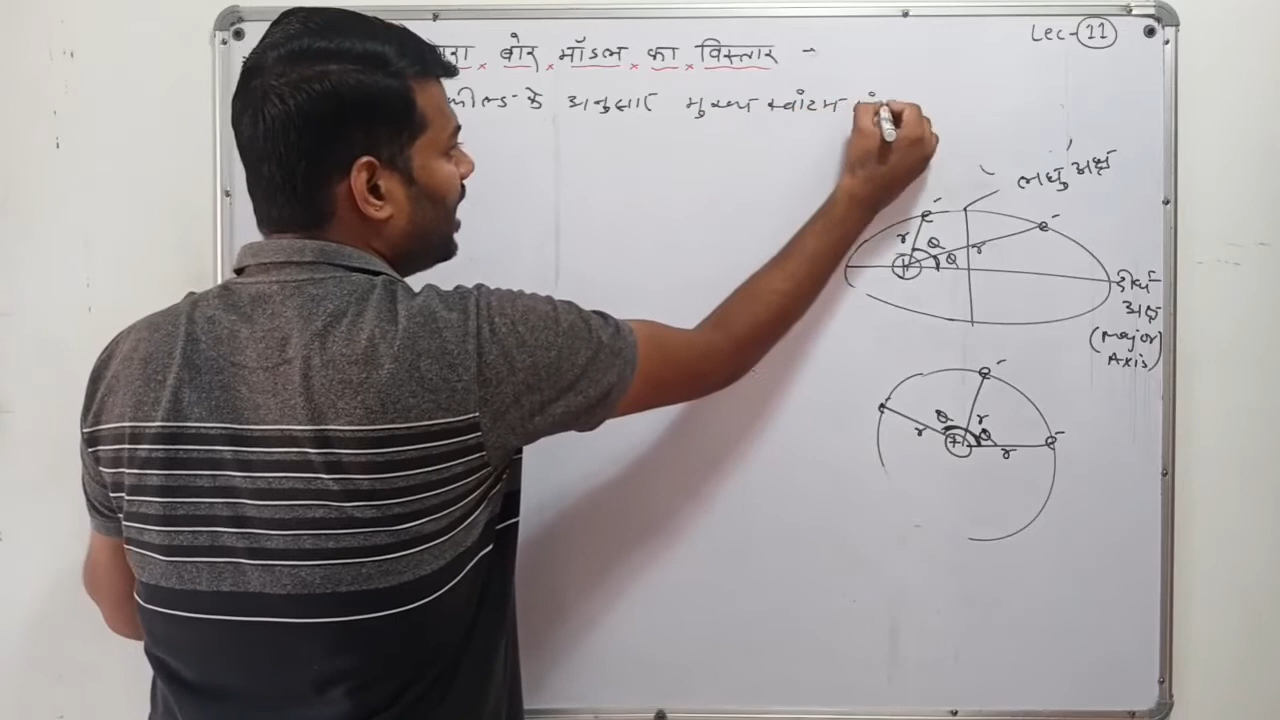 Lec-11
रा बोर मॉडल का विस्तार -
फील्ड के अनुसार मुख्य क्वांटम
लघु अक्ष
e⁻
e⁻
r θ r
+ θ
दीर्घ
अक्ष
(Major
Axis)
e⁻
θ r
r + θ e⁻
r